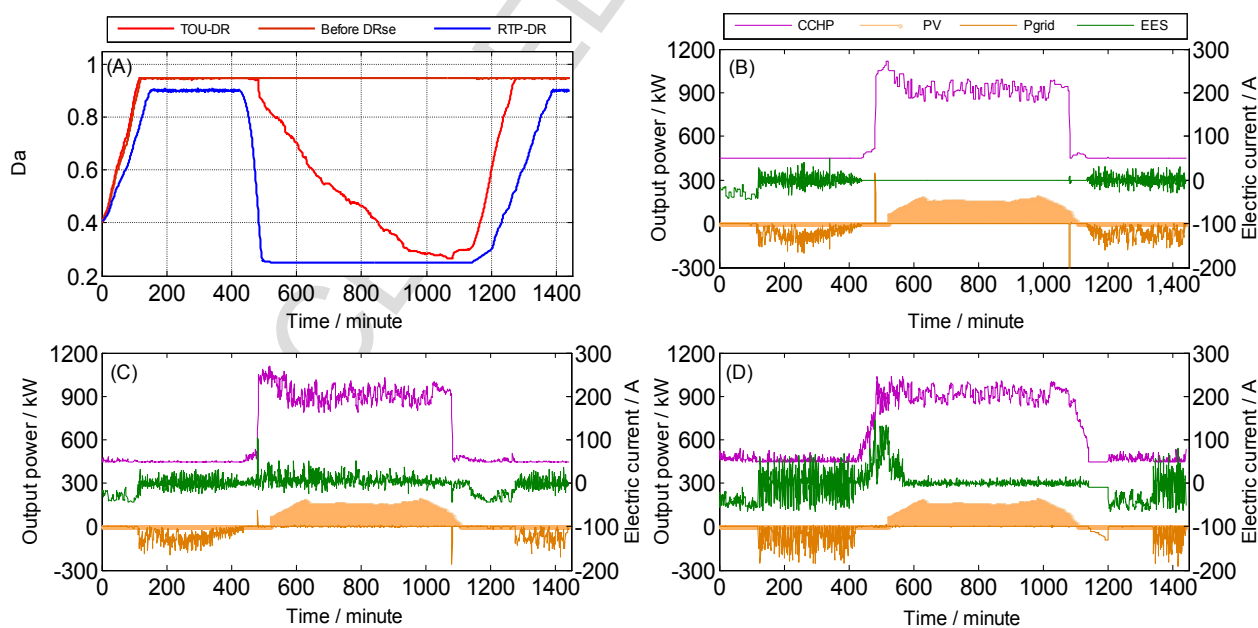 TOU-DR Before DRse RTP-DR
(A)
1
0.8
0.6
0.4
0.2
Da
0 200 400 600 800 1000 1200 1400
Time / minute
CCHP PV Pgrid EES
(B)
1200
900
600
300
0
-300
Output power / kW
300
200
100
0
-100
-200
Electric current / A
0 200 400 600 800 1,000 1,200 1,400
Time / minute
(C)
1200
900
600
300
0
-300
Output power / kW
300
200
100
0
-100
-200
Electric current / A
0 200 400 600 800 1000 1200 1400
Time / minute
(D)
1200
900
600
300
0
-300
Output power / kW
300
200
100
0
-100
-200
Electric current / A
0 200 400 600 800 1,000 1200 1400
Time / minute